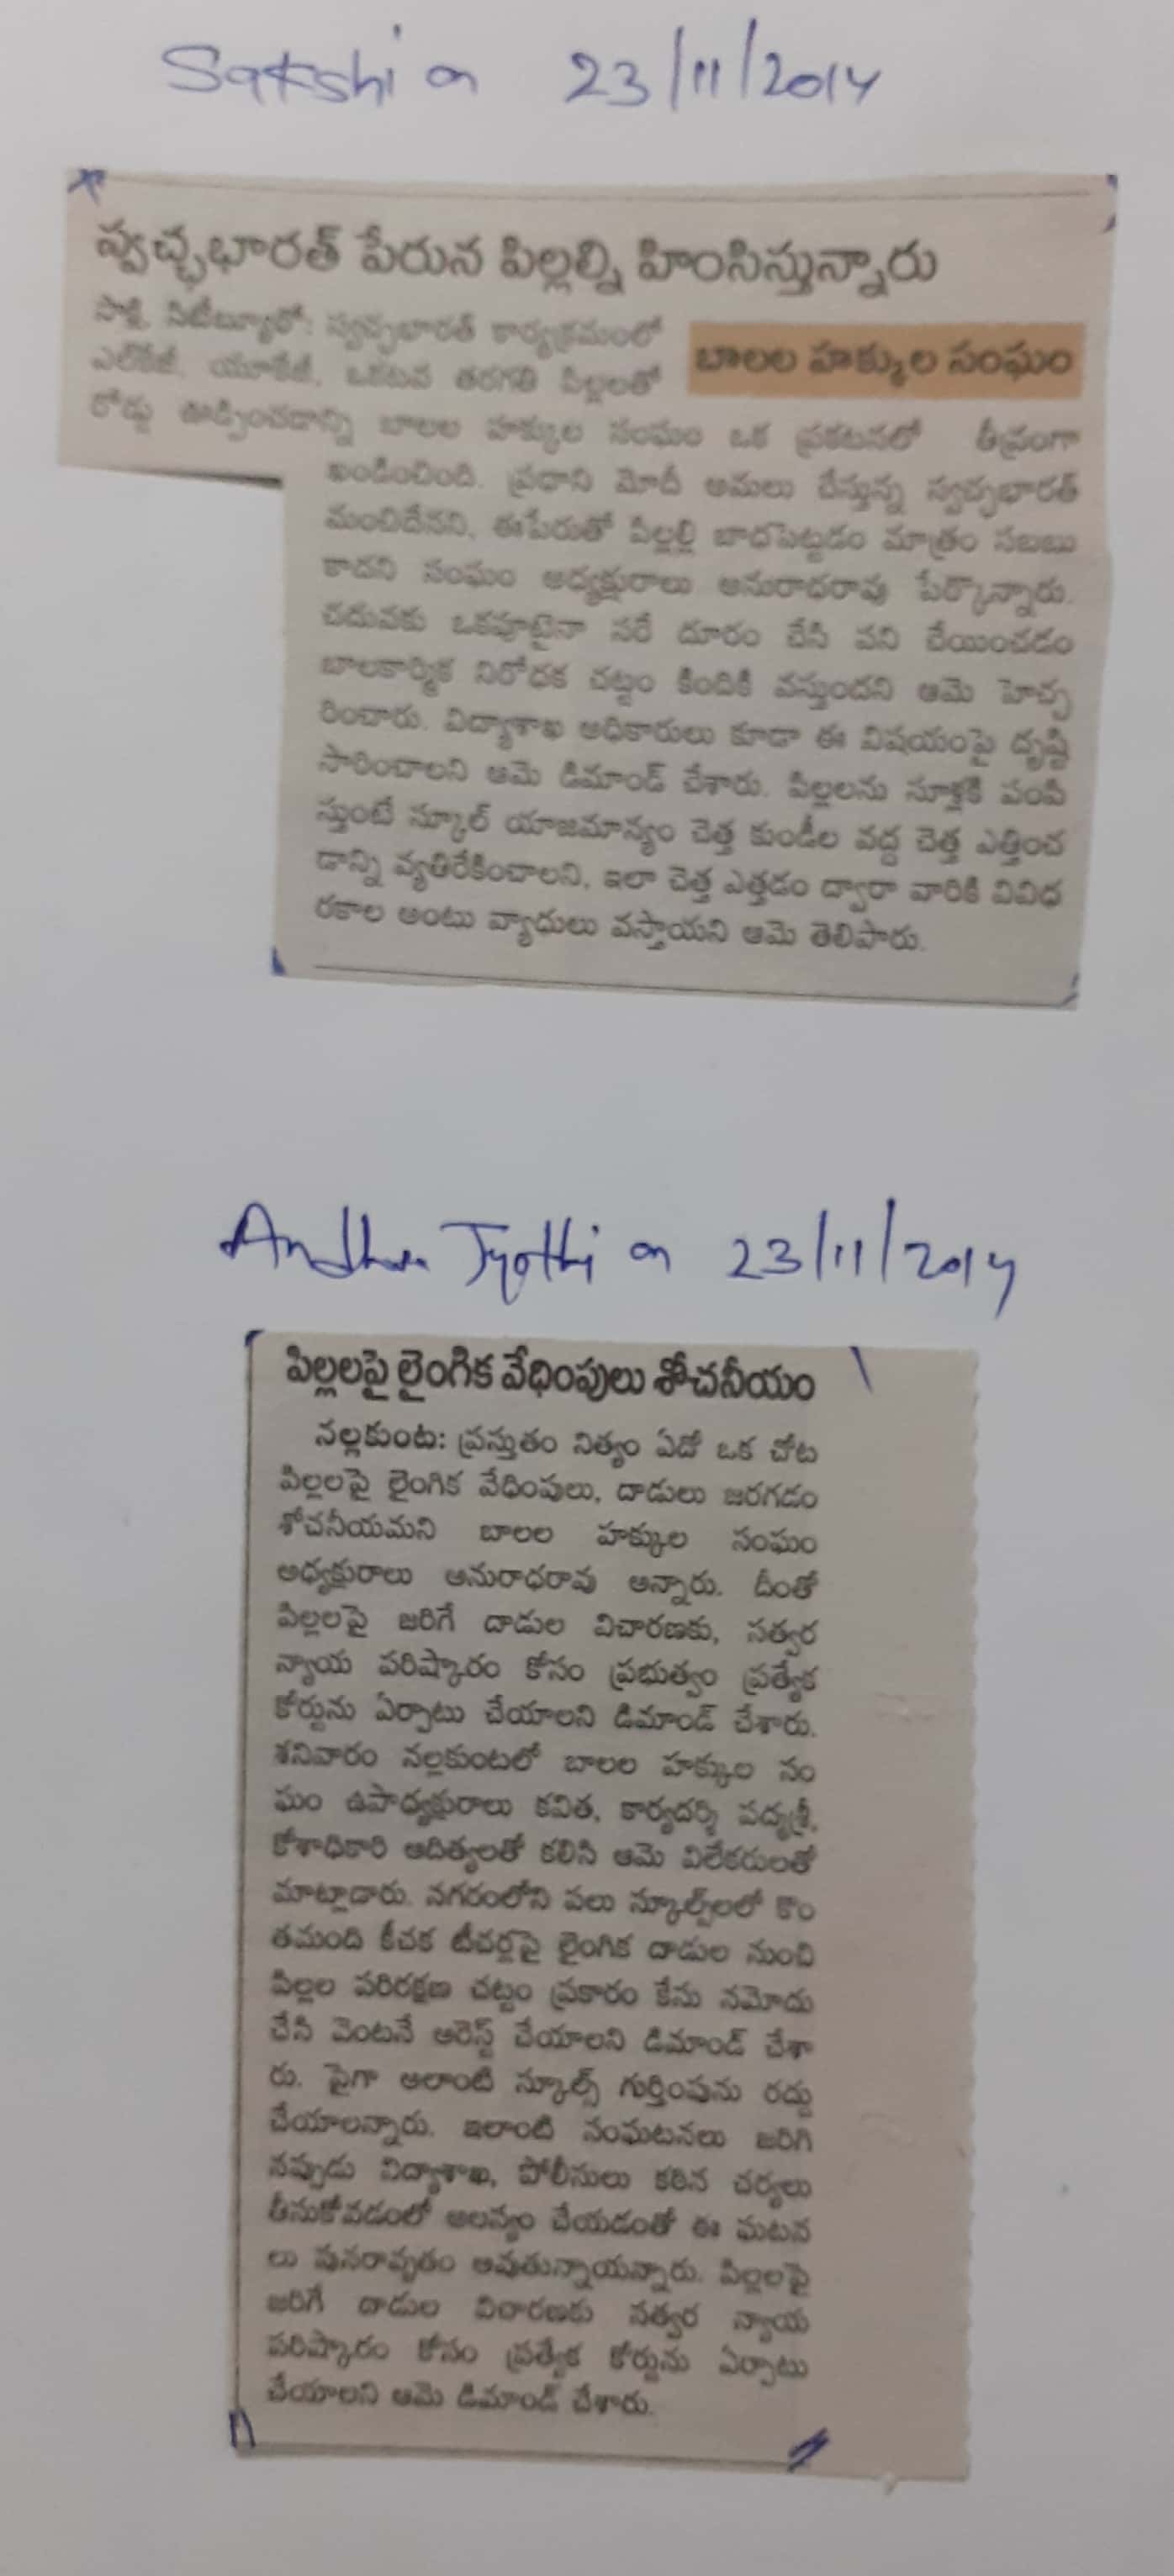 Sakshi on 23/11/2014
స్వచ్ఛభారత్ పేరున పిల్లల్ని హింసిస్తున్నారు
బాలల హక్కుల సంఘం
సాక్షి, సిటీబ్యూరో: స్వచ్ఛభారత్ కార్యక్రమంలో
ఎల్‌కేజీ, యూకేజీ, ఒకటవ తరగతి పిల్లలతో
రోడ్డు ఊడ్పించడాన్ని బాలల హక్కుల సంఘం ఒక ప్రకటనలో తీవ్రంగా
ఖండించింది. ప్రధాని మోదీ అమలు చేస్తున్న స్వచ్ఛభారత్
మంచిదేనని, ఈపేరుతో పిల్లల్ని బాధపెట్టడం మాత్రం సబబు
కాదని సంఘం అధ్యక్షురాలు అనురాధరావు పేర్కొన్నారు.
చదువకు ఒకపూటైనా సరే దూరం చేసి పని చేయించడం
బాలకార్మిక నిరోధక చట్టం కిందికి వస్తుందని ఆమె హెచ్చ
రించారు. విద్యాశాఖ అధికారులు కూడా ఈ విషయంపై దృష్టి
సారించాలని ఆమె డిమాండ్ చేశారు. పిల్లలను స్కూళ్లకి పంపి
స్తుంటే స్కూల్ యాజమాన్యం చెత్త కుండీల వద్ద చెత్త ఎత్తించ
డాన్ని వ్యతిరేకించాలని, ఇలా చెత్త ఎత్తడం ద్వారా వారికి వివిధ
రకాల అంటు వ్యాధులు వస్తాయని ఆమె తెలిపారు.
Andhra Jyothi on 23/11/2014
పిల్లలపై లైంగిక వేధింపులు శోచనీయం
నల్లకుంట: ప్రస్తుతం నిత్యం ఏదో ఒక చోట
పిల్లలపై లైంగిక వేధింపులు, దాడులు జరగడం
శోచనీయమని బాలల హక్కుల సంఘం
అధ్యక్షురాలు అనురాధరావు అన్నారు. దీంతో
పిల్లలపై జరిగే దాడుల విచారణకు, సత్వర
న్యాయ పరిష్కారం కోసం ప్రభుత్వం ప్రత్యేక
కోర్టును ఏర్పాటు చేయాలని డిమాండ్ చేశారు.
శనివారం నల్లకుంటలో బాలల హక్కుల సం
ఘం ఉపాధ్యక్షురాలు కవిత, కార్యదర్శి పద్మశ్రీ,
కోశాధికారి ఆదిత్యలతో కలిసి ఆమె విలేకరులతో
మాట్లాడారు. నగరంలోని పలు స్కూల్స్‌లలో కొం
తమంది కీచక టీచర్లపై లైంగిక దాడుల నుంచి
పిల్లల పరిరక్షణ చట్టం ప్రకారం కేసు నమోదు
చేసి వెంటనే అరెస్ట్ చేయాలని డిమాండ్ చేశా
రు. పైగా అలాంటి స్కూల్స్ గుర్తింపును రద్దు
చేయాలన్నారు. ఇలాంటి సంఘటనలు జరిగి
నప్పుడు విద్యాశాఖ, పోలీసులు కఠిన చర్యలు
తీసుకోవడంలో అలస్యం చేయడంతో ఈ ఘటన
లు పునరావృతం అవుతున్నాయన్నారు. పిల్లలపై
జరిగే దాడుల విచారణకు సత్వర న్యాయ
పరిష్కారం కోసం ప్రత్యేక కోర్టును ఏర్పాటు
చేయాలని ఆమె డిమాండ్ చేశారు.